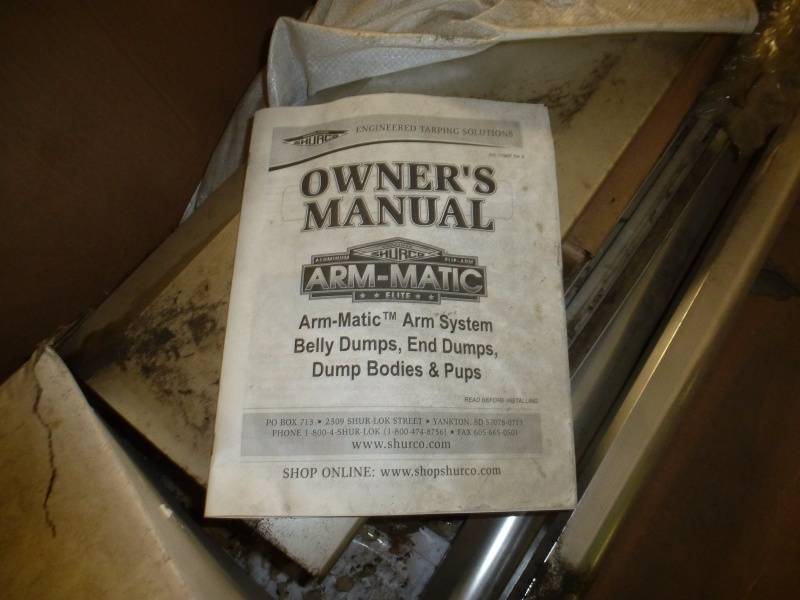 SHURCO
ENGINEERED TARPING SOLUTIONS
OWNER'S
MANUAL
SHURCO
ALUMINUM FLIP-ARM
ARM-MATIC
ELITE
Arm-Matic™ Arm System
Belly Dumps, End Dumps,
Dump Bodies & Pups
READ BEFORE INSTALLING
PO BOX 713 • 2309 SHUR-LOK STREET • YANKTON, SD 57078-0713
PHONE 1-800-4-SHUR-LOK (1-800-474-8756) • FAX 605-665-0501
www.shurco.com
SHOP ONLINE: www.shopshurco.com